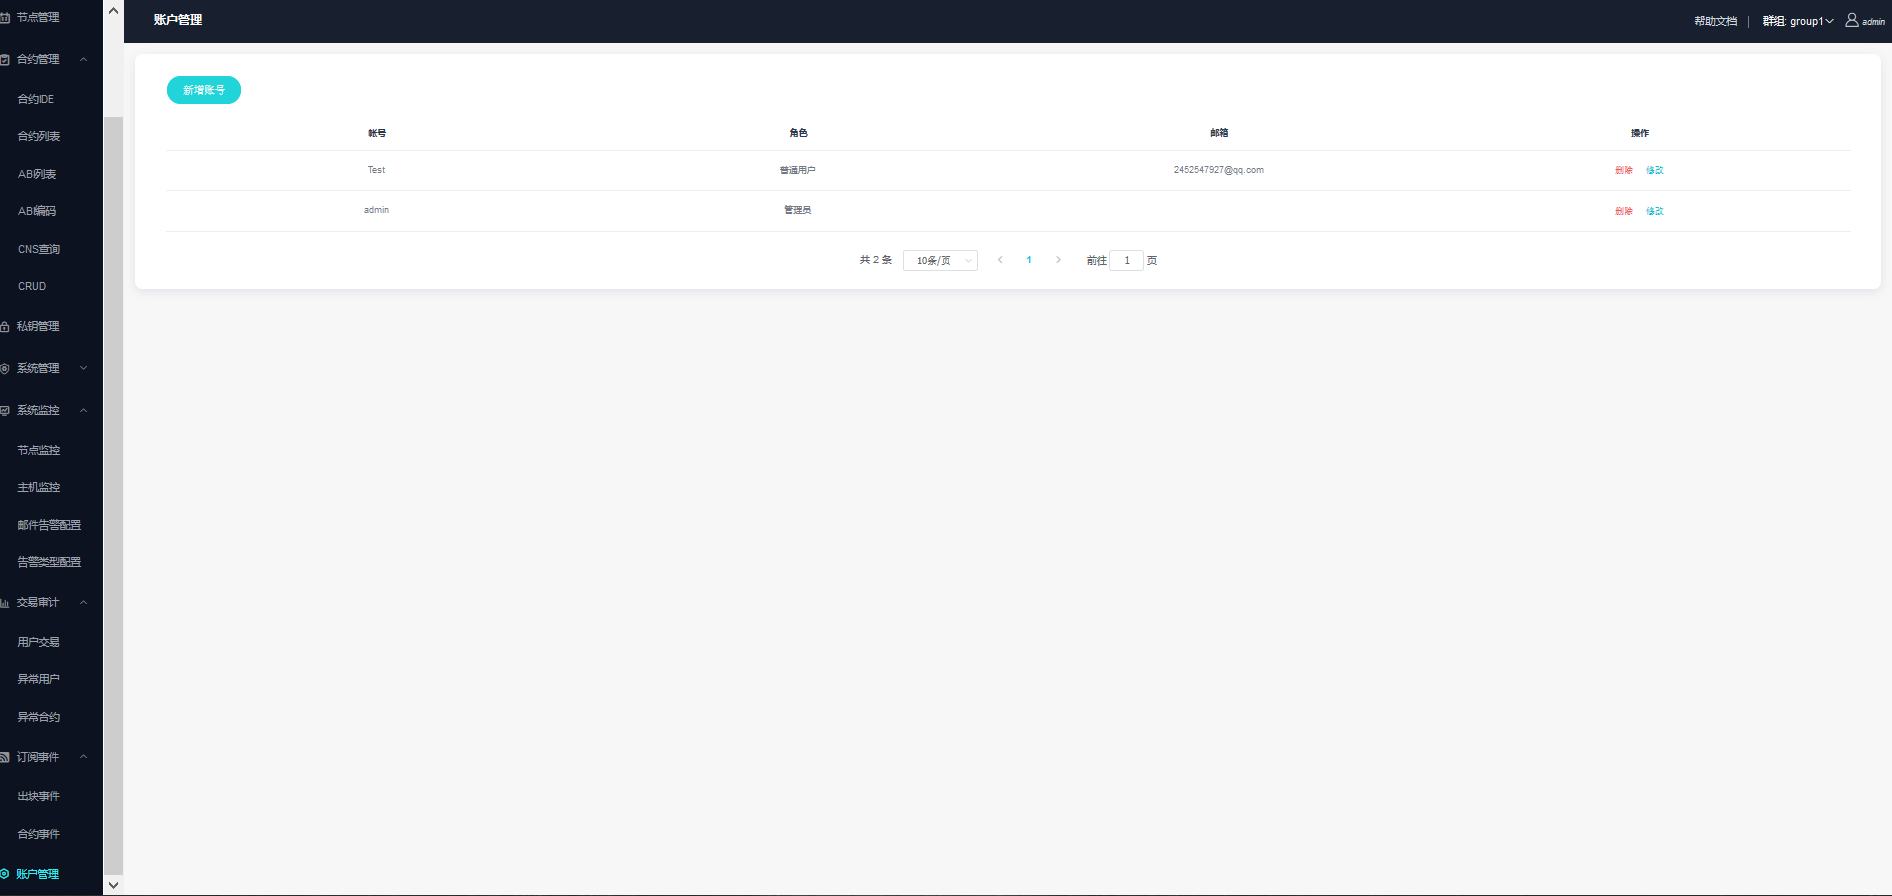 节点管理
合约管理
合约IDE
合约列表
AB列表
AB编码
CNS查询
CRUD
私钥管理
系统管理
系统监控
节点监控
主机监控
邮件告警配置
告警类型配置
交易审计
用户交易
异常用户
异常合约
订阅事件
出块事件
合约事件
账户管理
账户管理
帮助文档 | 群组: group1 admin
新增账号
帐号 角色 邮箱 操作
Test 普通用户 2452547927@qq.com 删除 修改
admin 管理员 删除 修改
共 2 条 10条/页 1 前往 1 页